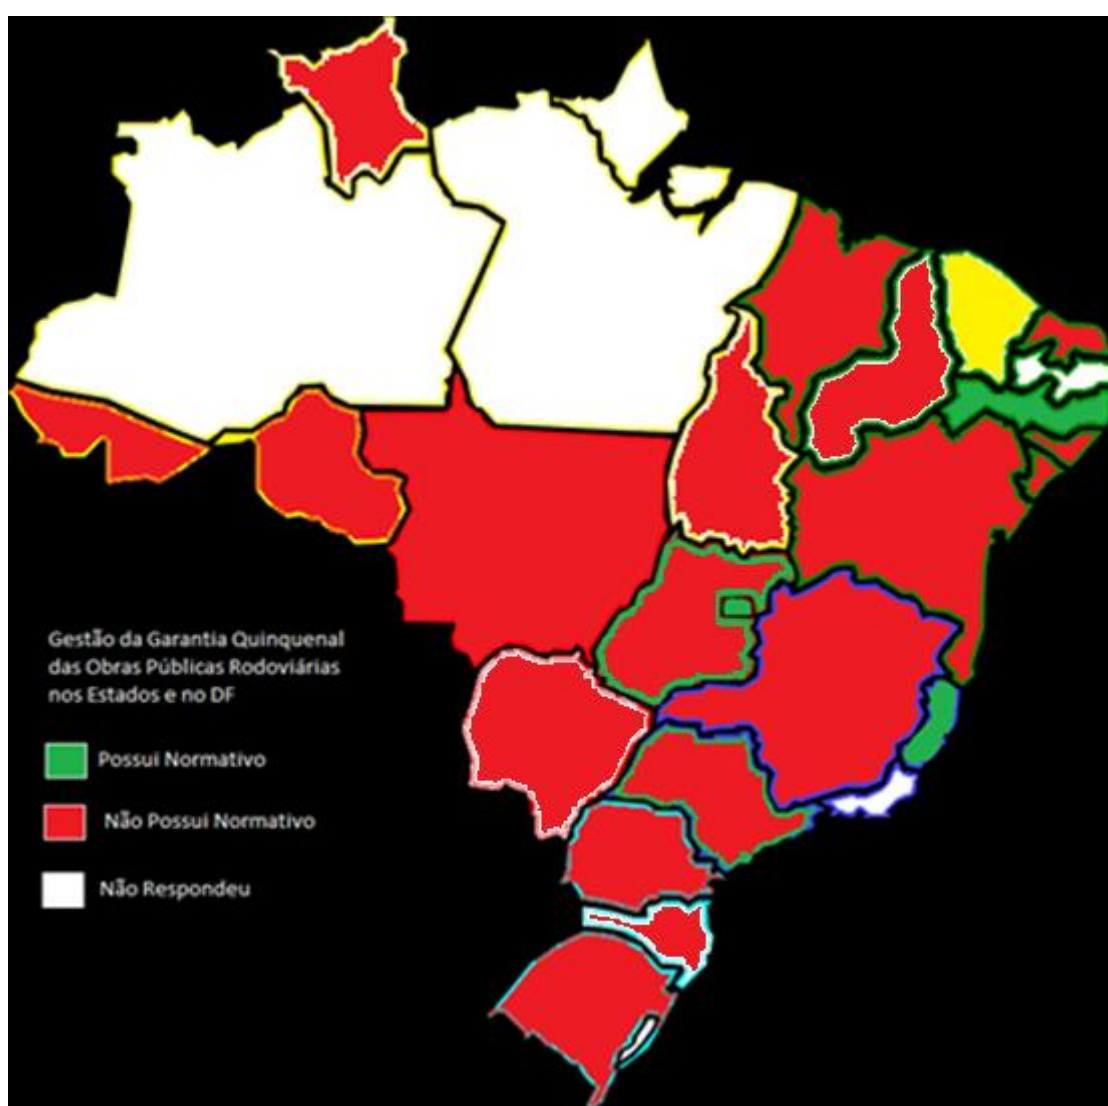 Gestão da Garantia Quinquenal
das Obras Públicas Rodoviárias
nos Estados e no DF
Possui Normativo
Não Possui Normativo
Não Respondeu